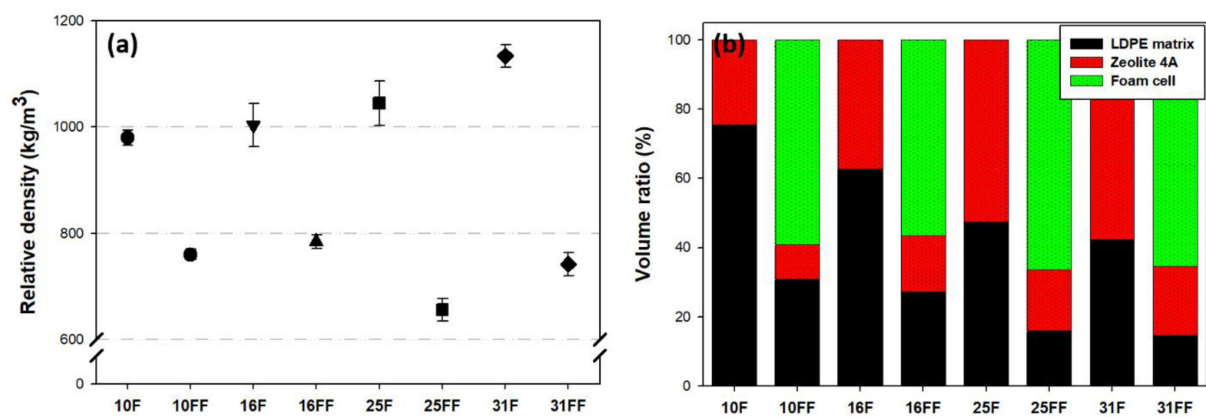 (a)
Relative density (kg/m³)
1200
1000
800
600
0
10F 10FF 16F 16FF 25F 25FF 31F 31FF
(b)
LDPE matrix
Zeolite 4A
Foam cell
Volume ratio (%)
100
80
60
40
20
0
10F 10FF 16F 16FF 25F 25FF 31F 31FF